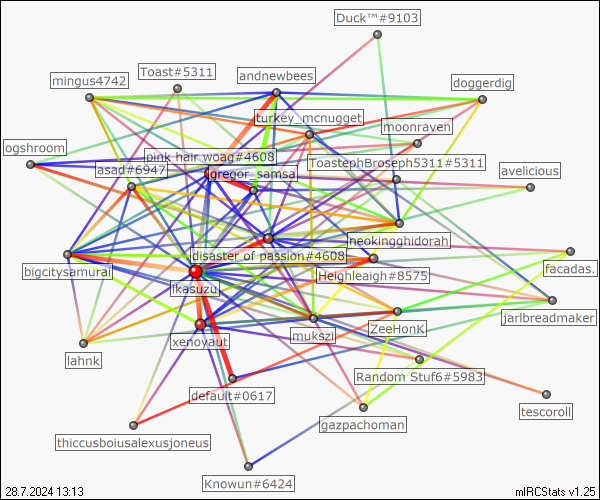 Duck™#9103
Toast#5311
andnewbees
mingus4742
doggerdig
turkey_mcnugget
moonraven
ogshroom
pink hair woag#4608
ToastephBroseph5311#5311
asad#6947
gregor_samsa
avelicious
neokingghidorah
disaster of passion#4608
bigcitysamurai
Heighleaigh#8575
facadas.
ikasuzu
jarlbreadmaker
ZeeHonK
mukszi
xenoyaut
lahnk
Random Stuf6#5983
default#0617
tescoroll
gazpachoman
thiccusboiusalexusjoneus
Knowun#6424
28.7.2024 13:13
mIRCStats v1.25